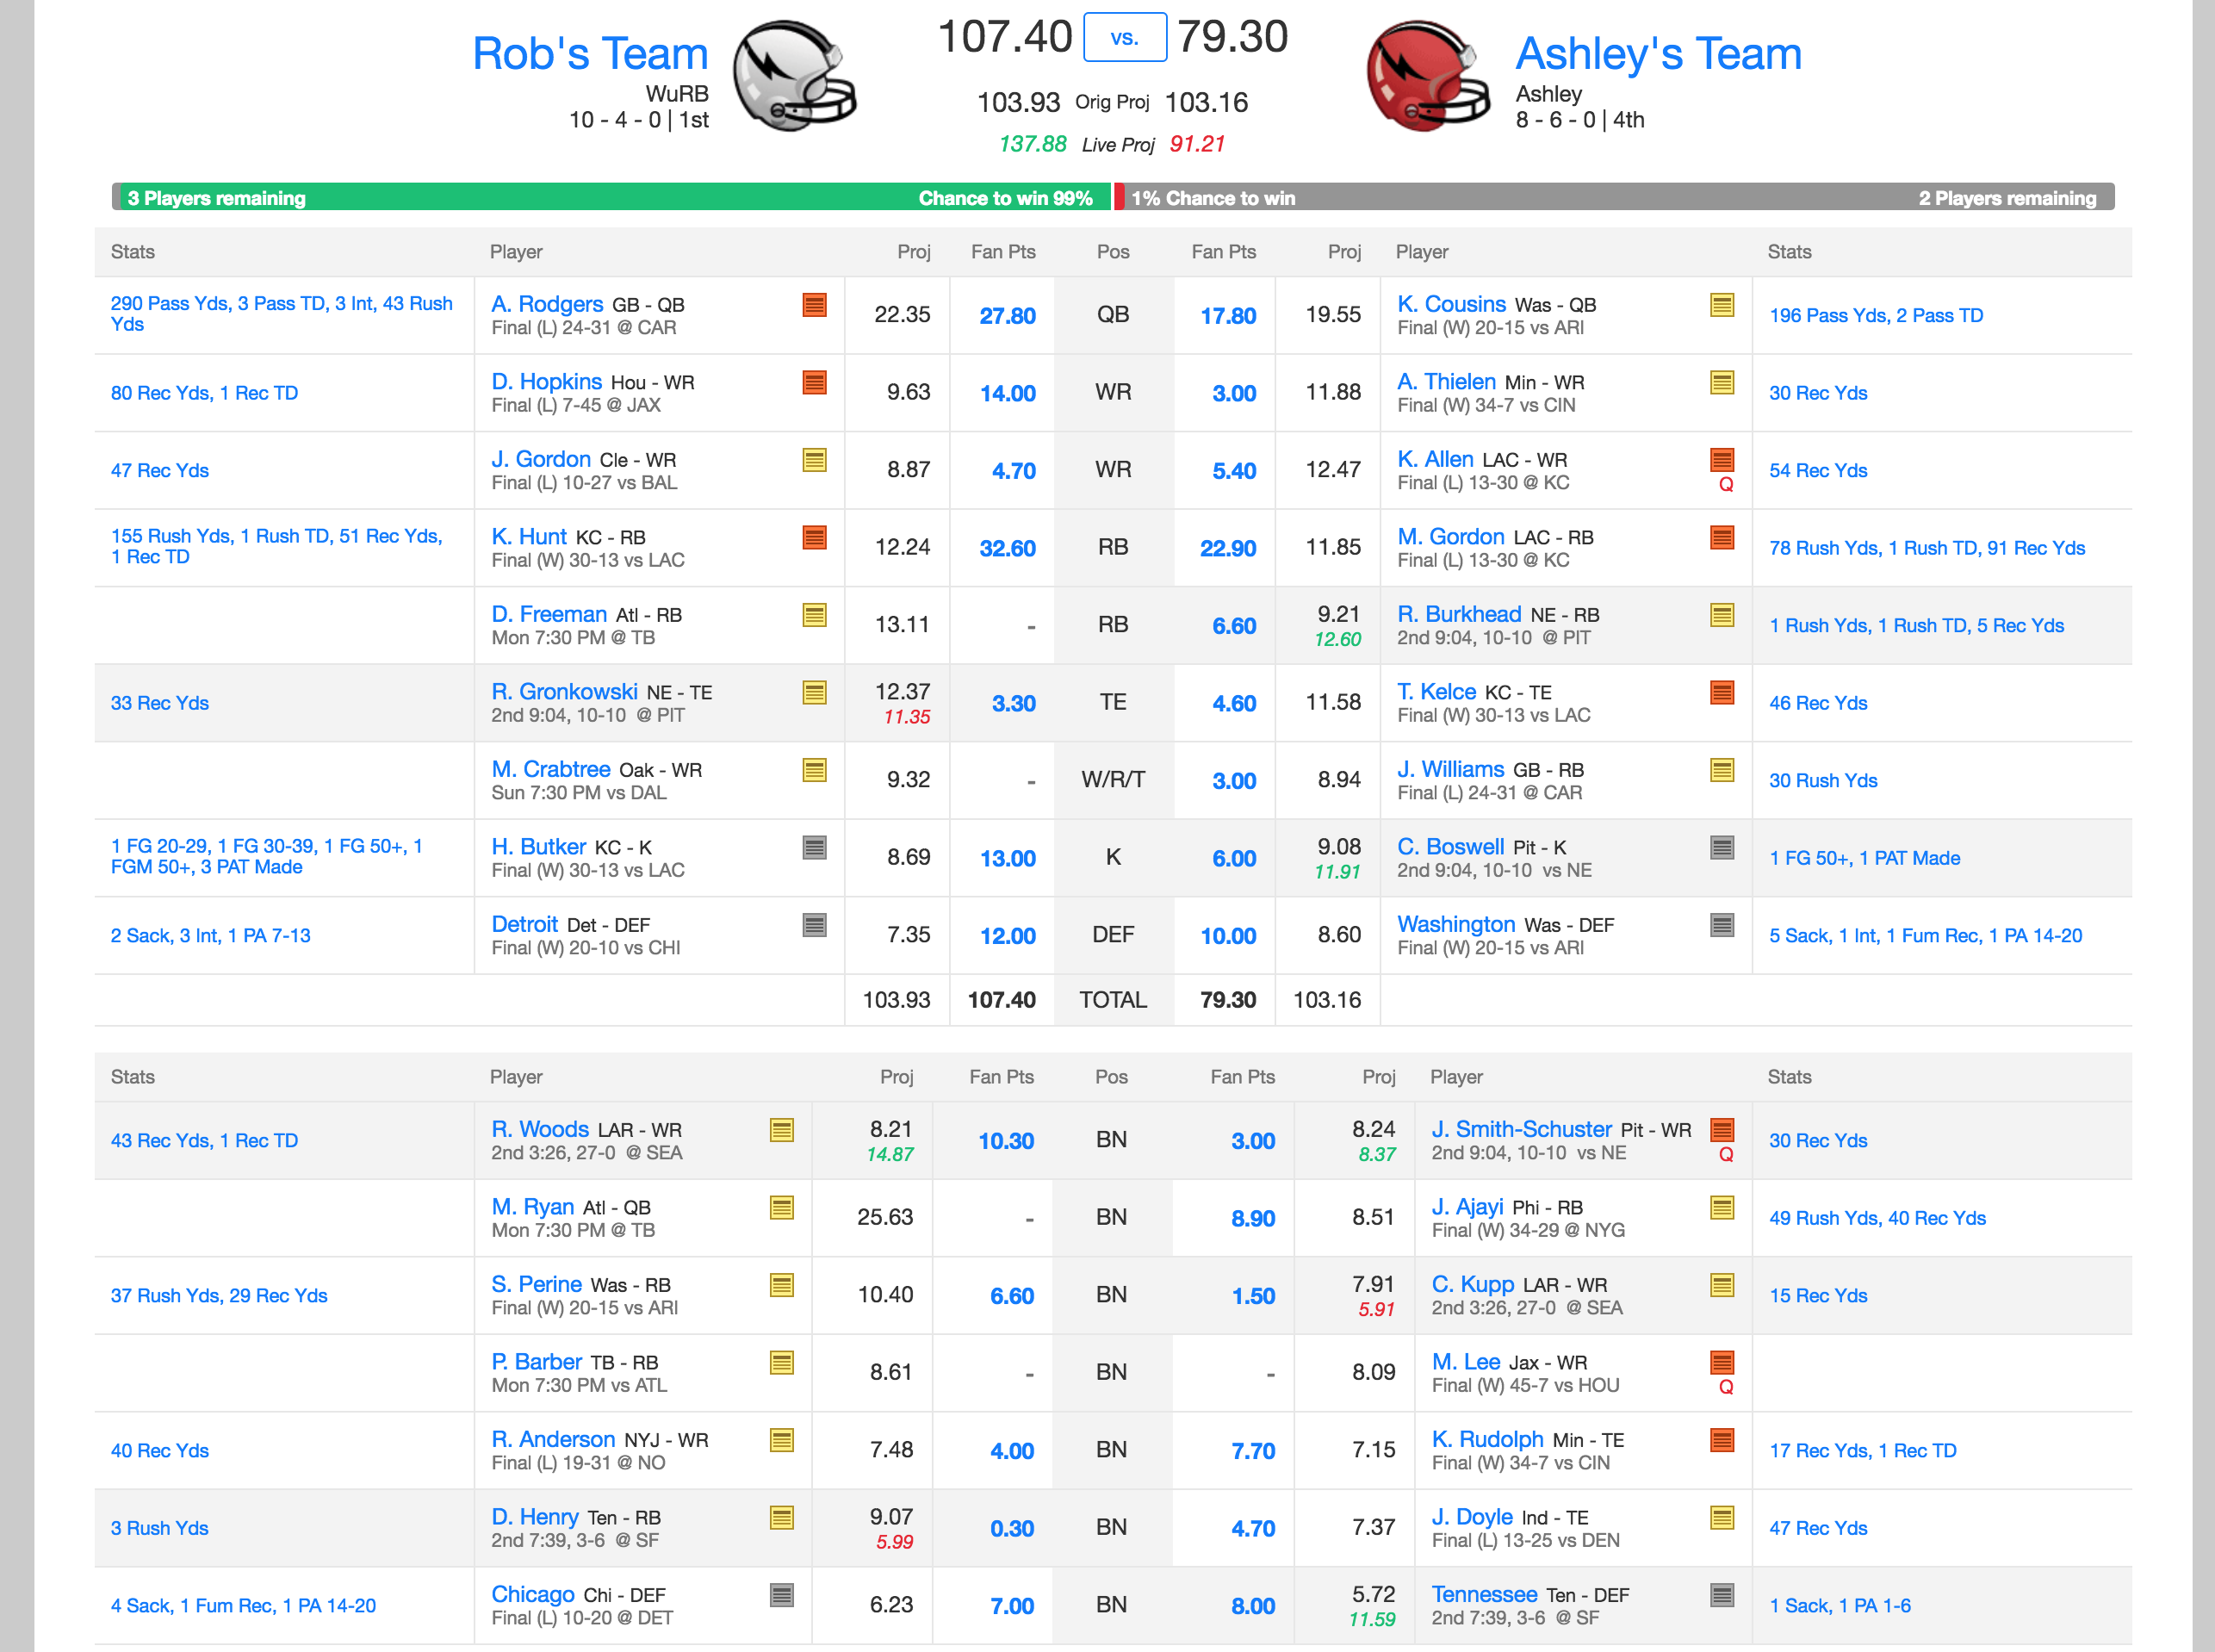 Rob's Team
WuRB
10 - 4 - 0 | 1st
107.40 vs. 79.30
103.93 Orig Proj 103.16
137.88 Live Proj 91.21
Ashley's Team
Ashley
8 - 6 - 0 | 4th
3 Players remaining Chance to win 99% 1% Chance to win 2 Players remaining
Stats Player Proj Fan Pts Pos Fan Pts Proj Player Stats
290 Pass Yds, 3 Pass TD, 3 Int, 43 Rush
Yds
A. Rodgers GB - QB
Final (L) 24-31 @ CAR
22.35 27.80 QB 17.80 19.55
K. Cousins Was - QB
Final (W) 20-15 vs ARI
196 Pass Yds, 2 Pass TD
80 Rec Yds, 1 Rec TD
D. Hopkins Hou - WR
Final (L) 7-45 @ JAX
9.63 14.00 WR 3.00 11.88
A. Thielen Min - WR
Final (W) 34-7 vs CIN
30 Rec Yds
47 Rec Yds
J. Gordon Cle - WR
Final (L) 10-27 vs BAL
8.87 4.70 WR 5.40 12.47
K. Allen LAC - WR
Final (L) 13-30 @ KC
Q
54 Rec Yds
155 Rush Yds, 1 Rush TD, 51 Rec Yds,
1 Rec TD
K. Hunt KC - RB
Final (W) 30-13 vs LAC
12.24 32.60 RB 22.90 11.85
M. Gordon LAC - RB
Final (L) 13-30 @ KC
78 Rush Yds, 1 Rush TD, 91 Rec Yds
D. Freeman Atl - RB
Mon 7:30 PM @ TB
13.11 - RB 6.60 9.21
12.60
R. Burkhead NE - RB
2nd 9:04, 10-10 @ PIT
1 Rush Yds, 1 Rush TD, 5 Rec Yds
33 Rec Yds
R. Gronkowski NE - TE
2nd 9:04, 10-10 @ PIT
12.37
11.35
3.30 TE 4.60 11.58
T. Kelce KC - TE
Final (W) 30-13 vs LAC
46 Rec Yds
M. Crabtree Oak - WR
Sun 7:30 PM vs DAL
9.32 - W/R/T 3.00 8.94
J. Williams GB - RB
Final (L) 24-31 @ CAR
30 Rush Yds
1 FG 20-29, 1 FG 30-39, 1 FG 50+, 1
FGM 50+, 3 PAT Made
H. Butker KC - K
Final (W) 30-13 vs LAC
8.69 13.00 K 6.00 9.08
11.91
C. Boswell Pit - K
2nd 9:04, 10-10 vs NE
1 FG 50+, 1 PAT Made
2 Sack, 3 Int, 1 PA 7-13
Detroit Det - DEF
Final (W) 20-10 vs CHI
7.35 12.00 DEF 10.00 8.60
Washington Was - DEF
Final (W) 20-15 vs ARI
5 Sack, 1 Int, 1 Fum Rec, 1 PA 14-20
103.93 107.40 TOTAL 79.30 103.16
Stats Player Proj Fan Pts Pos Fan Pts Proj Player Stats
43 Rec Yds, 1 Rec TD
R. Woods LAR - WR
2nd 3:26, 27-0 @ SEA
8.21
14.87
10.30 BN 3.00 8.24
8.37
J. Smith-Schuster Pit - WR
2nd 9:04, 10-10 vs NE
Q
30 Rec Yds
M. Ryan Atl - QB
Mon 7:30 PM @ TB
25.63 - BN 8.90 8.51
J. Ajayi Phi - RB
Final (W) 34-29 @ NYG
49 Rush Yds, 40 Rec Yds
37 Rush Yds, 29 Rec Yds
S. Perine Was - RB
Final (W) 20-15 vs ARI
10.40 6.60 BN 1.50 7.91
5.91
C. Kupp LAR - WR
2nd 3:26, 27-0 @ SEA
15 Rec Yds
P. Barber TB - RB
Mon 7:30 PM vs ATL
8.61 - BN - 8.09
M. Lee Jax - WR
Final (W) 45-7 vs HOU
Q
40 Rec Yds
R. Anderson NYJ - WR
Final (L) 19-31 @ NO
7.48 4.00 BN 7.70 7.15
K. Rudolph Min - TE
Final (W) 34-7 vs CIN
17 Rec Yds, 1 Rec TD
3 Rush Yds
D. Henry Ten - RB
2nd 7:39, 3-6 @ SF
9.07
5.99
0.30 BN 4.70 7.37
J. Doyle Ind - TE
Final (L) 13-25 vs DEN
47 Rec Yds
4 Sack, 1 Fum Rec, 1 PA 14-20
Chicago Chi - DEF
Final (L) 10-20 @ DET
6.23 7.00 BN 8.00 5.72
11.59
Tennessee Ten - DEF
2nd 7:39, 3-6 @ SF
1 Sack, 1 PA 1-6